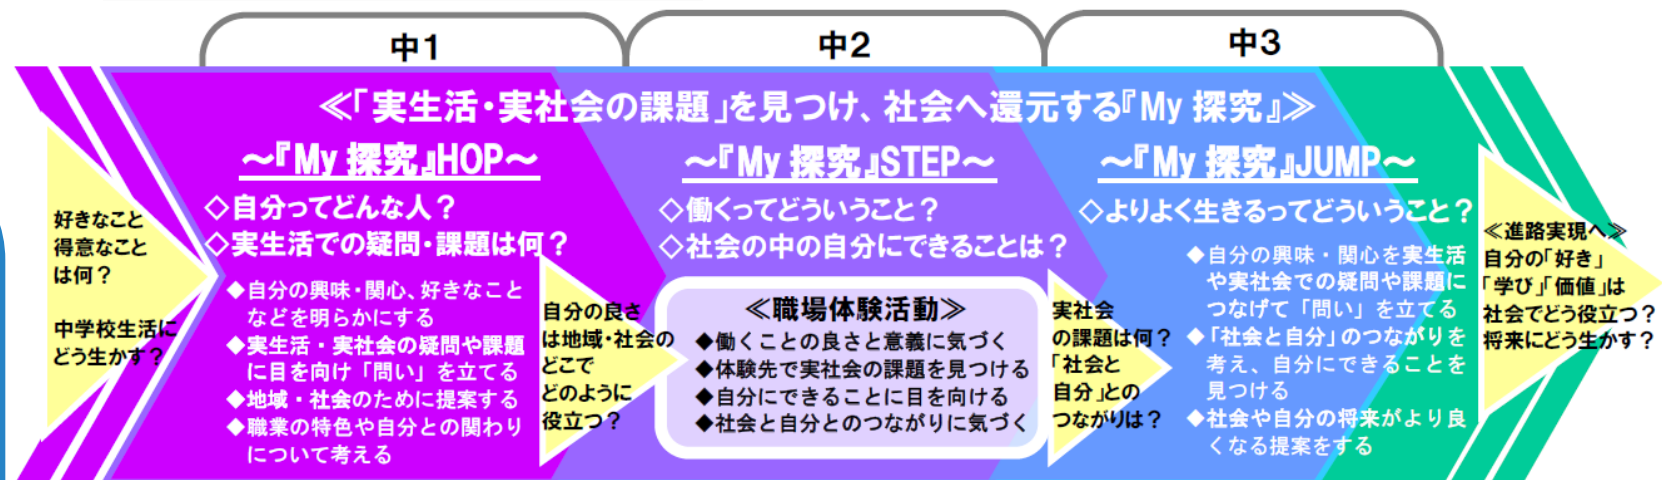 中1
中2
中3
≪「実生活・実社会の課題」を見つけ、社会へ還元する『My 探究』≫
好きなこと
得意なこと
は何？
中学校生活に
どう生かす？
～『My 探究』HOP～
◇自分ってどんな人？
◇実生活での疑問・課題は何？
◆自分の興味・関心、好きなこと
などを明らかにする
◆実生活・実社会の疑問や課題
に目を向け「問い」を立てる
◆地域・社会のために提案する
◆職業の特色や自分との関わり
について考える
自分の良さ
は地域・社会の
どこで
どのように
役立つ？
～『My 探究』STEP～
◇働くってどういうこと？
◇社会の中の自分にできることは？
≪職場体験活動≫
◆働くことの良さと意義に気づく
◆体験先で実社会の課題を見つける
◆自分にできることに目を向ける
◆社会と自分とのつながりに気づく
実社会
の課題は何？
「社会と
自分」との
つながりは？
～『My 探究』JUMP～
◇よりよく生きるってどういうこと？
◆自分の興味・関心を実生活
や実社会での疑問や課題に
つなげて「問い」を立てる
◆「社会と自分」のつながりを
考え、自分にできることを
見つける
◆社会や自分の将来がより良
くなる提案をする
≪進路実現へ≫
自分の「好き」
「学び」「価値」は
社会でどう役立つ？
将来にどう生かす？